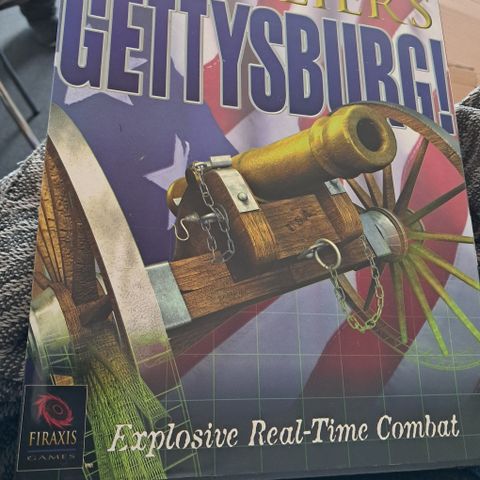 GETTYSBURG!
FIRAXIS
GAMES
Explosive Real-Time Combat